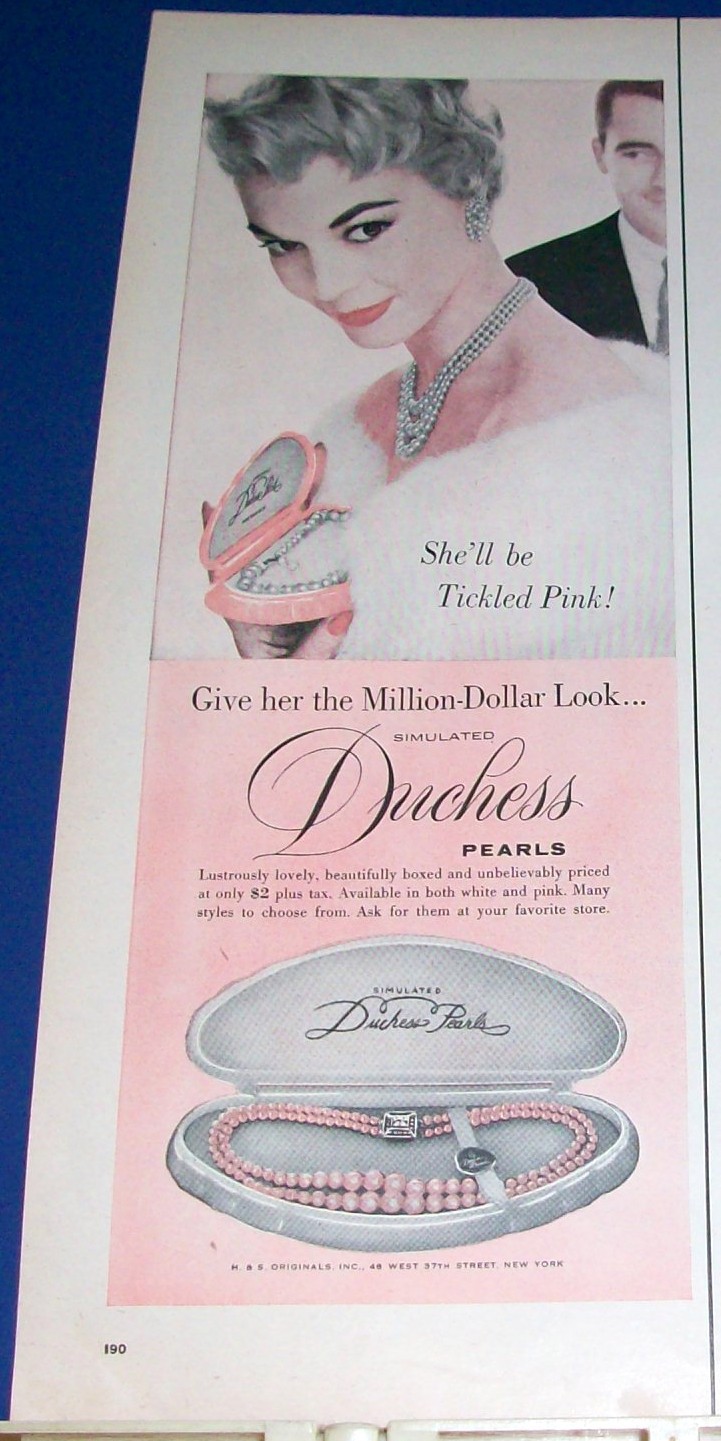 Duchess
She'll be
Tickled Pink!
Give her the Million-Dollar Look...
SIMULATED
Duchess
PEARLS
Lustrously lovely, beautifully boxed and unbelievably priced
at only $2 plus tax. Available in both white and pink. Many
styles to choose from. Ask for them at your favorite store.
SIMULATED
Duchess Pearls
H. & S. ORIGINALS, INC., 48 WEST 37TH STREET, NEW YORK
190